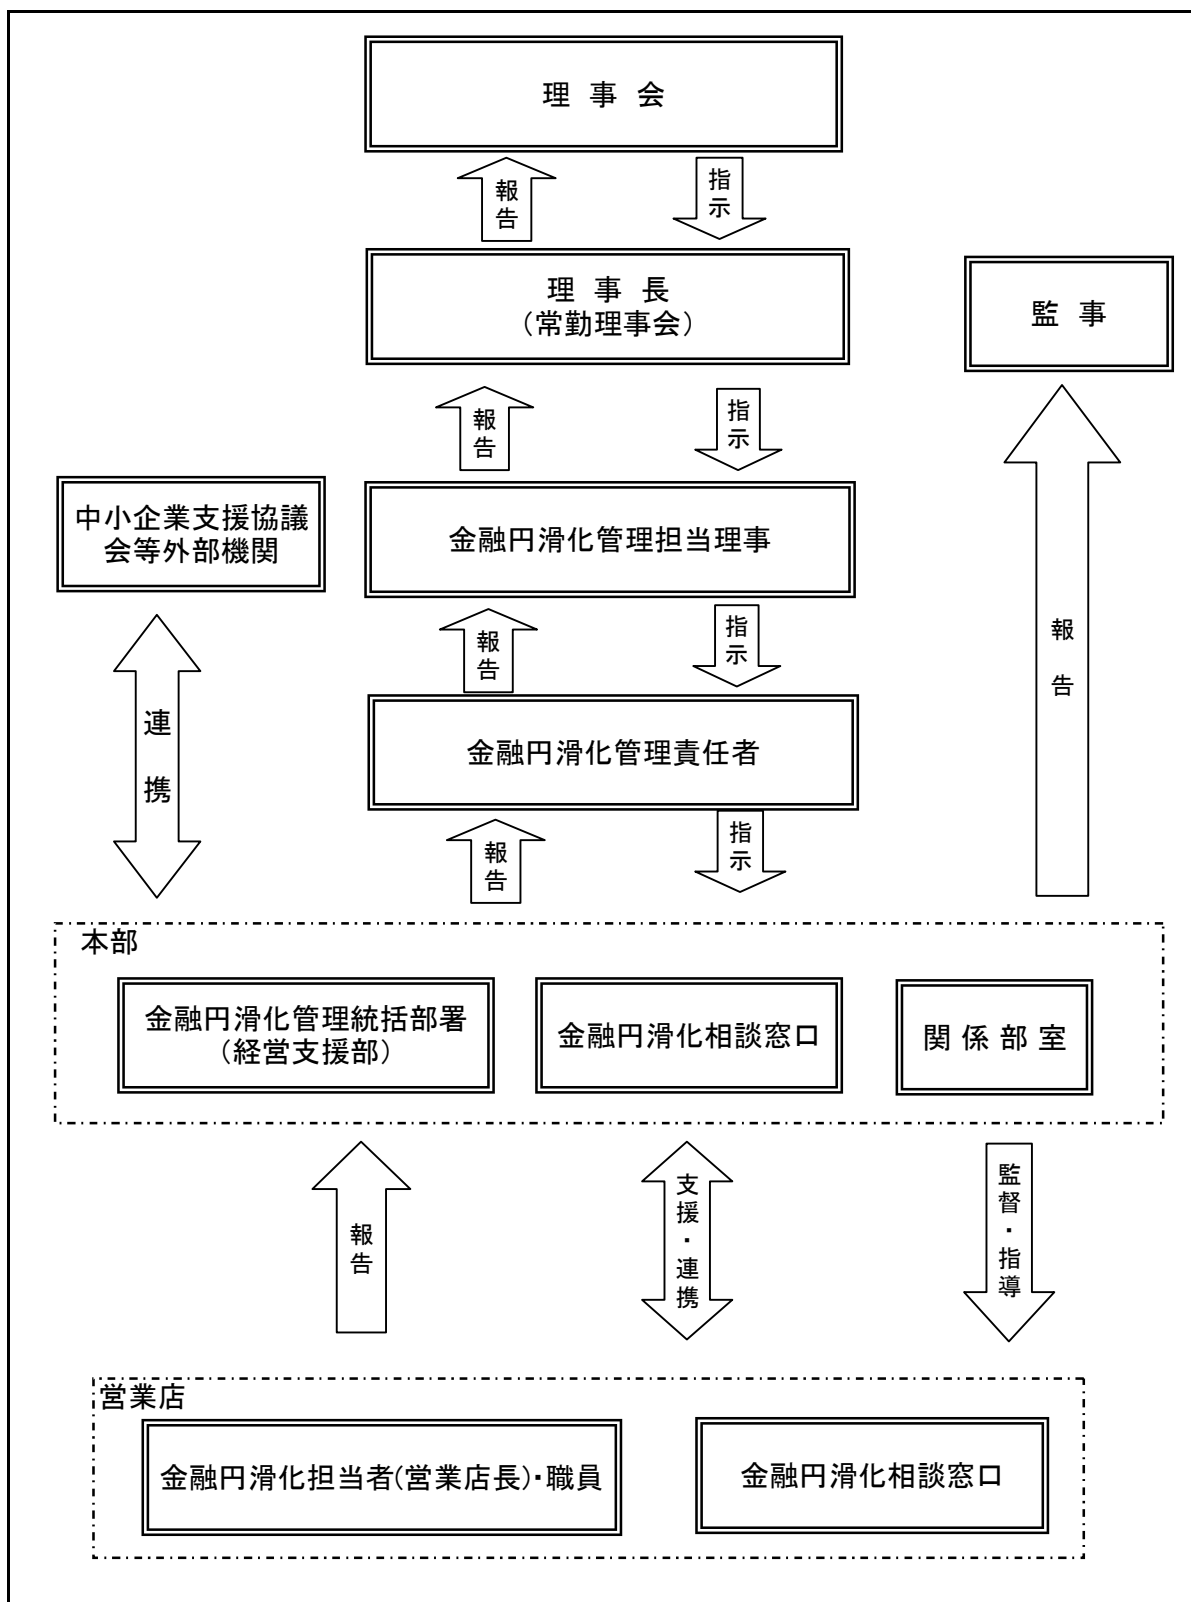 理 事 会
報告
指示
理 事 長
(常勤理事会)
監 事
報告
指示
中小企業支援協議
会等外部機関
金融円滑化管理担当理事
報告
指示
報 告
連 携
金融円滑化管理責任者
報告
指示
本部
金融円滑化管理統括部署
(経営支援部)
金融円滑化相談窓口
関 係 部 室
報告
支援・連携
監督・指導
営業店
金融円滑化担当者(営業店長)・職員
金融円滑化相談窓口